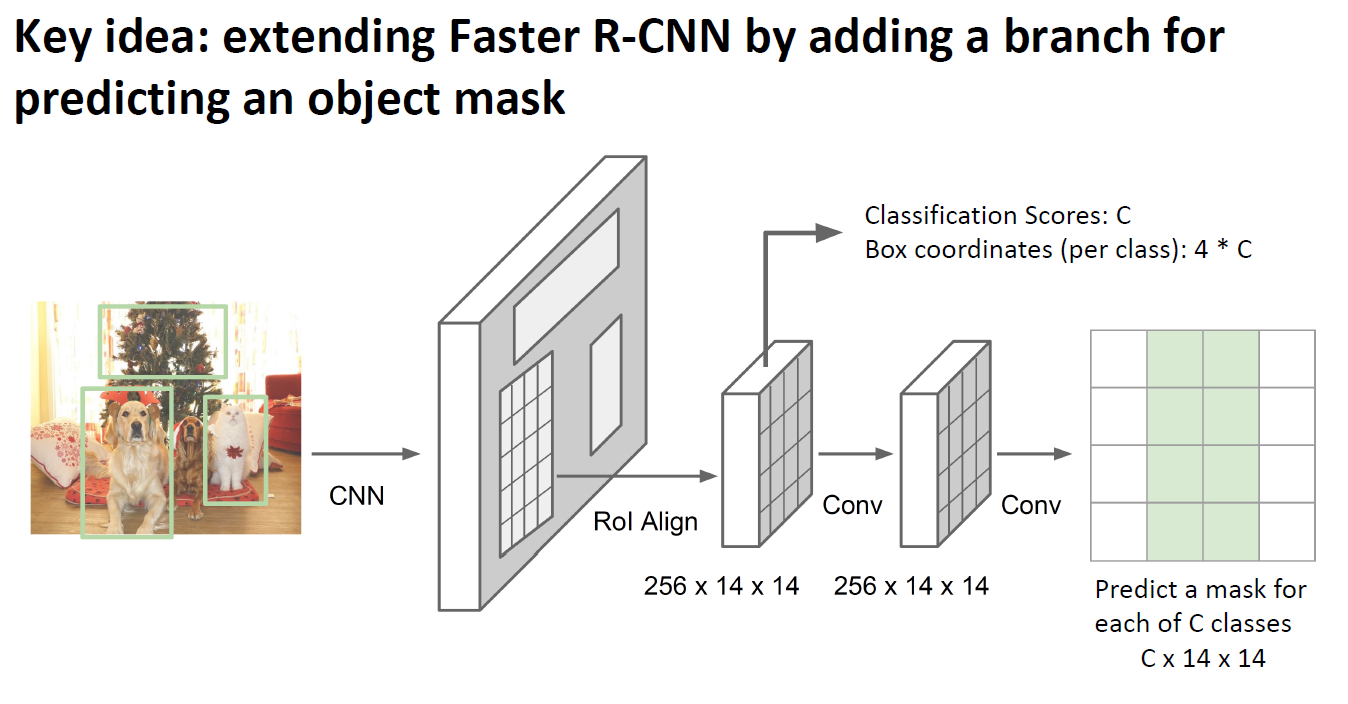 Key idea: extending Faster R-CNN by adding a branch for
predicting an object mask
Classification Scores: C
Box coordinates (per class): 4 * C
CNN
RoI Align
Conv
Conv
256 x 14 x 14
256 x 14 x 14
Predict a mask for
each of C classes
C x 14 x 14